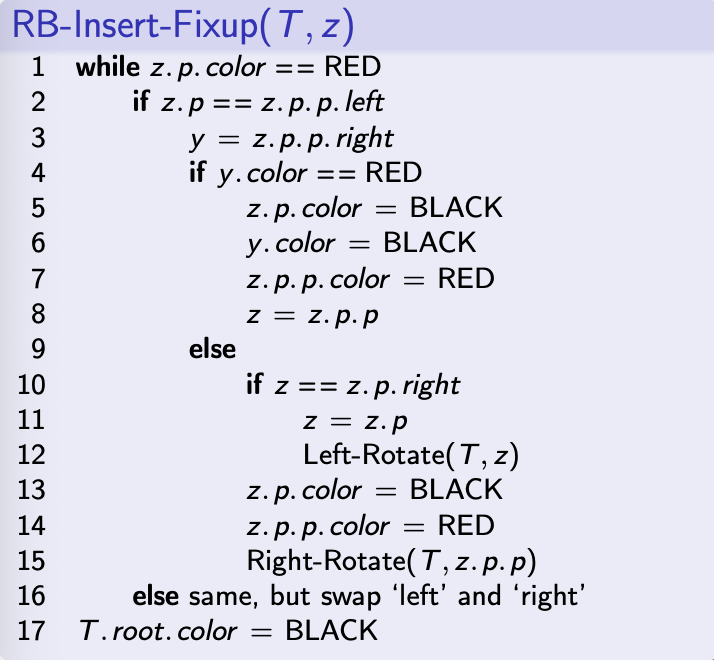 RB-Insert-Fixup(T, z)
1 while z.p.color == RED
2 if z.p == z.p.p.left
3 y = z.p.p.right
4 if y.color == RED
5 z.p.color = BLACK
6 y.color = BLACK
7 z.p.p.color = RED
8 z = z.p.p
9 else
10 if z == z.p.right
11 z = z.p
12 Left-Rotate(T, z)
13 z.p.color = BLACK
14 z.p.p.color = RED
15 Right-Rotate(T, z.p.p)
16 else same, but swap ‘left’ and ‘right’
17 T.root.color = BLACK